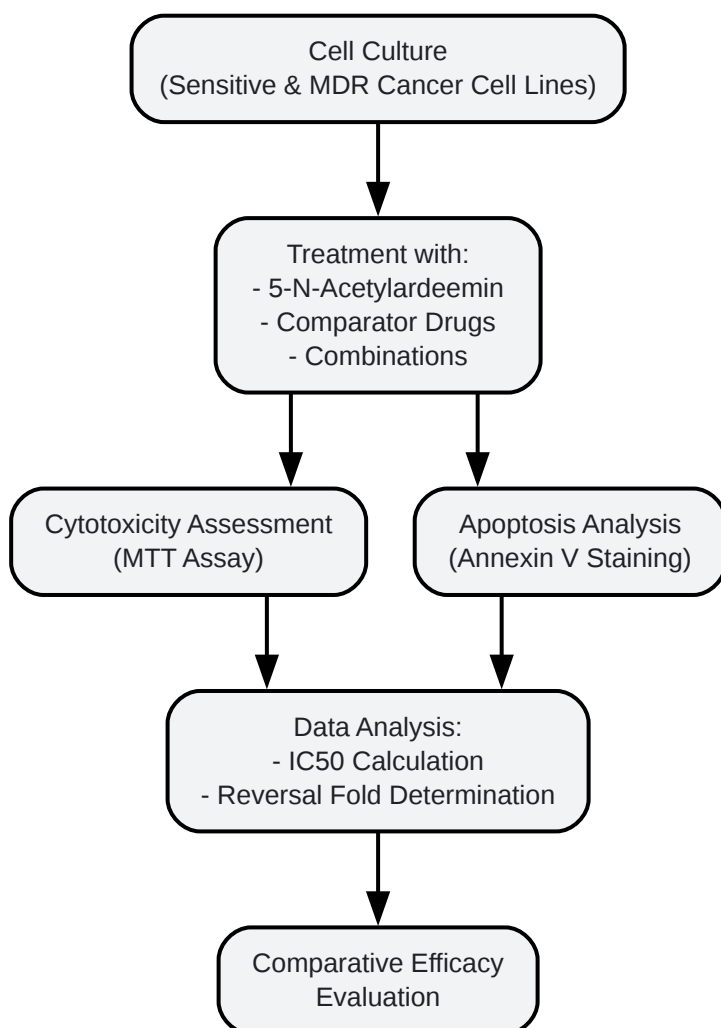 Cell Culture
(Sensitive & MDR Cancer Cell Lines)
Treatment with:
- 5-N-Acetylardeemin
- Comparator Drugs
- Combinations
Cytotoxicity Assessment
(MTT Assay)
Apoptosis Analysis
(Annexin V Staining)
Data Analysis:
- IC50 Calculation
- Reversal Fold Determination
Comparative Efficacy
Evaluation